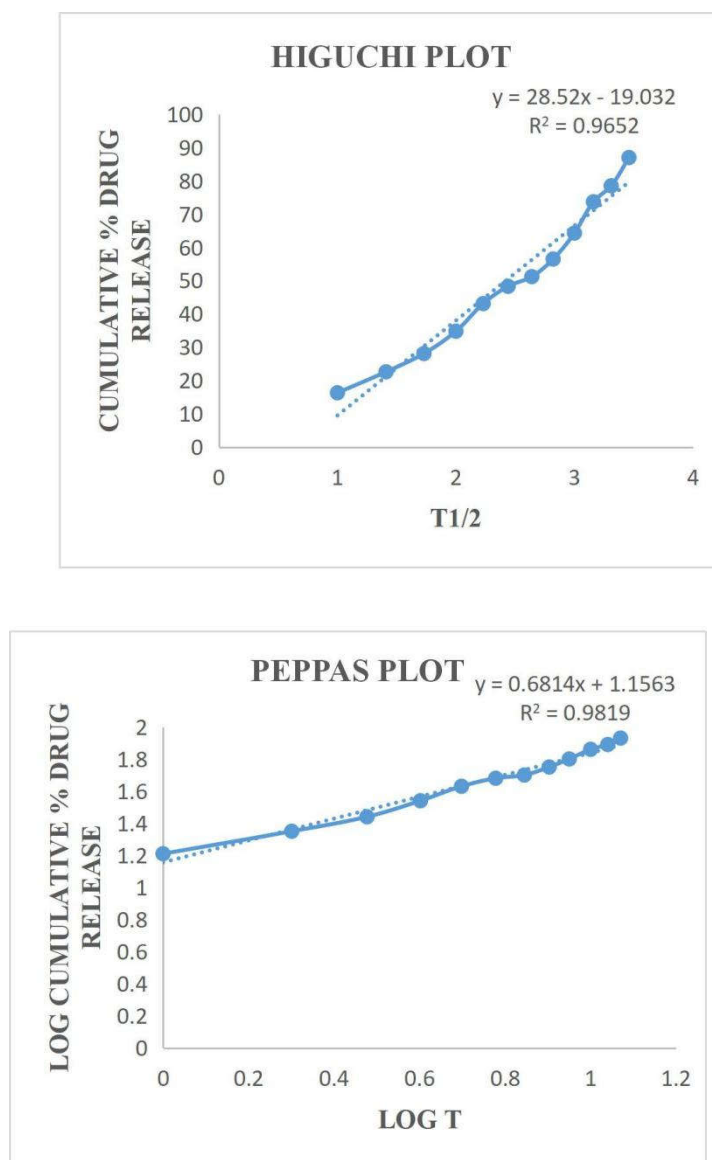 HIGUCHI PLOT
y = 28.52x - 19.032
R² = 0.9652
CUMULATIVE % DRUG
RELEASE
100
90
80
70
60
50
40
30
20
10
0
0 1 2 3 4
T1/2
PEPPAS PLOT
y = 0.6814x + 1.1563
R² = 0.9819
LOG CUMULATIVE % DRUG
RELEASE
2
1.8
1.6
1.4
1.2
1
0.8
0.6
0.4
0.2
0
0 0.2 0.4 0.6 0.8 1 1.2
LOG T